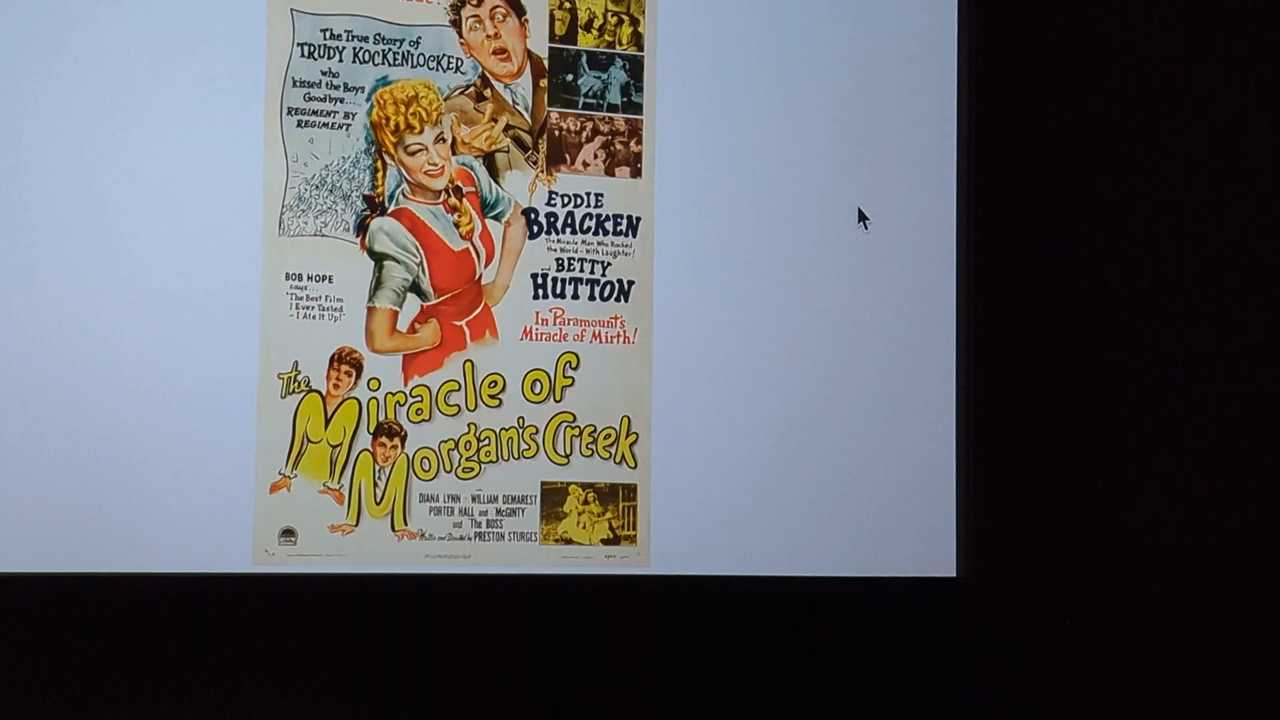 The True Story of
TRUDY KOCKENLOCKER
who
kissed the Boys
Goodbye...
REGIMENT BY
REGIMENT
EDDIE
BRACKEN
The Miracle Man Who Rocked
the World - With Laughter!
and BETTY
HUTTON
BOB HOPE
says...
"The Best Film
I Ever Tasted
- I Ate It Up!"
In Paramount's
Miracle of Mirth!
The Miracle of
Morgan's Creek
DIANA LYNN - WILLIAM DEMAREST
PORTER HALL and "McGINTY"
and "The BOSS"
Written and Directed by PRESTON STURGES